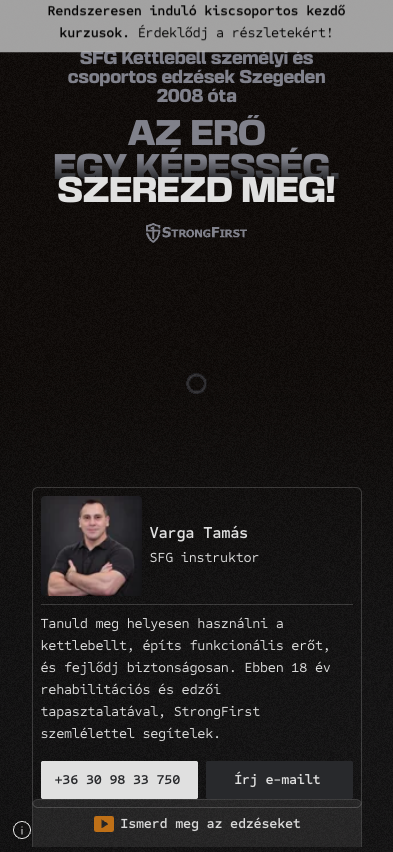 Rendszeresen induló kiscsoportos kezdő
kurzusok. Érdeklődj a részletekért!
SFG Kettlebell személyi és
csoportos edzések Szegeden
2008 óta
AZ ERŐ
EGY KÉPESSÉG.
SZEREZD MEG!
STRONGFIRST
Varga Tamás
SFG instruktor
Tanuld meg helyesen használni a
kettlebellt, építs funkcionális erőt,
és fejlődj biztonságosan. Ebben 18 év
rehabilitációs és edzői
tapasztalatával, StrongFirst
szemlélettel segítelek.
+36 30 98 33 750
Írj e-mailt
Ismerd meg az edzéseket